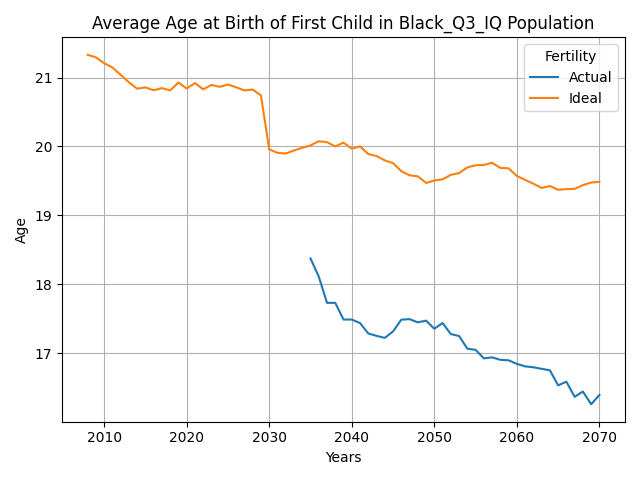 Average Age at Birth of First Child in Black_Q3_IQ Population
Fertility
Actual
Ideal
Age
21
20
19
18
17
2010 2020 2030 2040 2050 2060 2070
Years